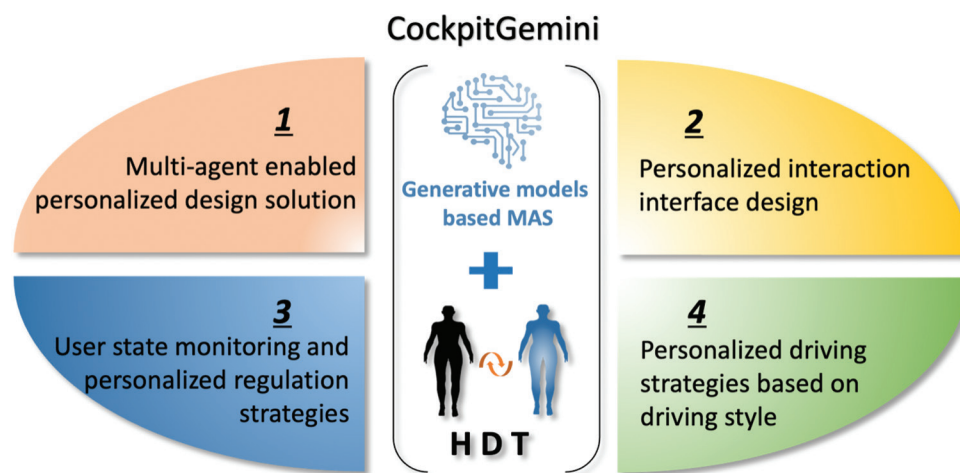 CockpitGemini
1
Multi-agent enabled
personalized design solution
2
Personalized interaction
interface design
Generative models
based MAS
3
User state monitoring and
personalized regulation
strategies
4
Personalized driving
strategies based on
driving style
HDT